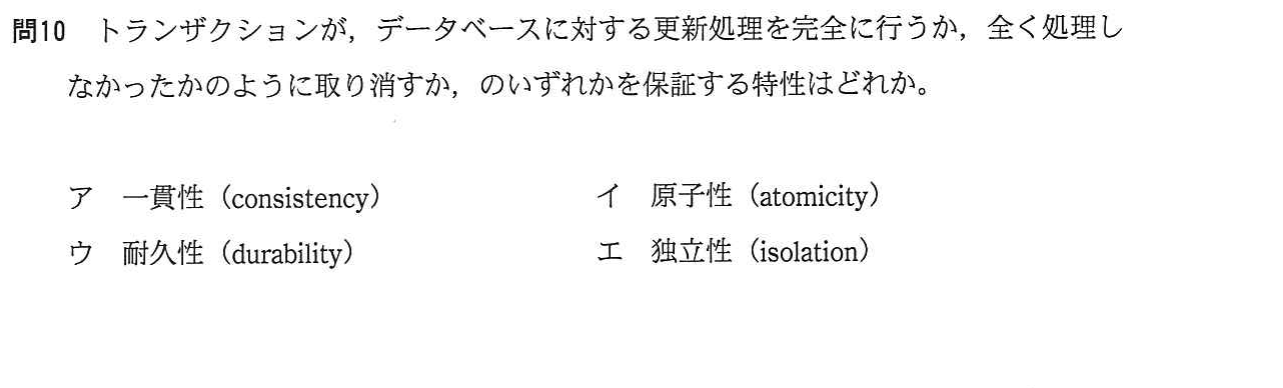 問10 トランザクションが，データベースに対する更新処理を完全に行うか，全く処理し
なかったかのように取り消すか，のいずれかを保証する特性はどれか。
ア 一貫性（consistency） イ 原子性（atomicity）
ウ 耐久性（durability） エ 独立性（isolation）